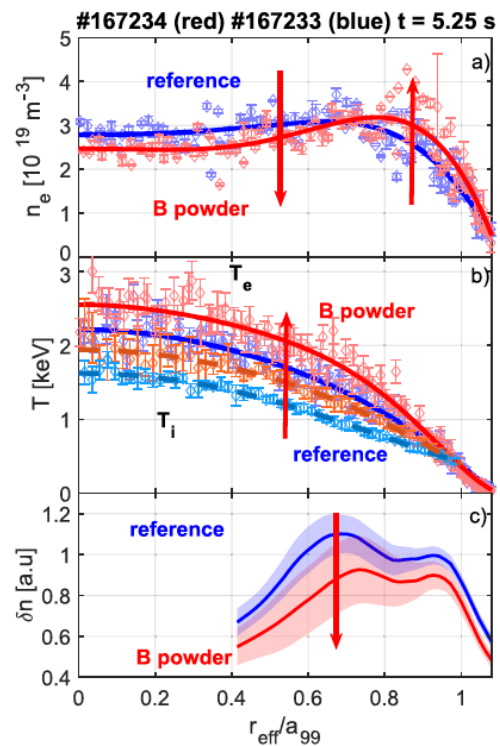 #167234 (red) #167233 (blue) t = 5.25 s
5
a)
reference
4
3
2
B powder
1
0
n_e [10^19 m^-3]
3
T_e
b)
B powder
2
T [keV]
1
T_i
reference
0
1.2
c)
reference
1
δn [a.u]
0.8
0.6
B powder
0.4
0 0.2 0.4 0.6 0.8 1
r_eff/a_99